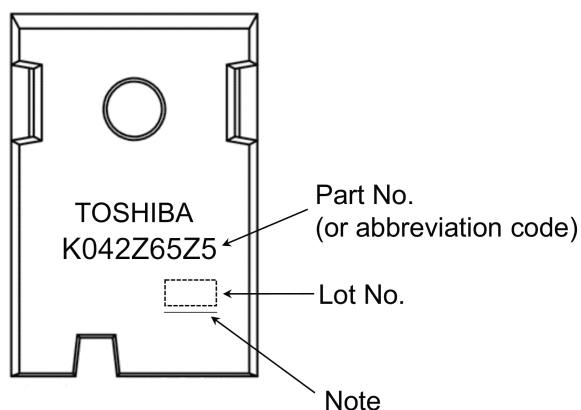 TOSHIBA
K042Z65Z5
Part No.
(or abbreviation code)
Lot No.
Note